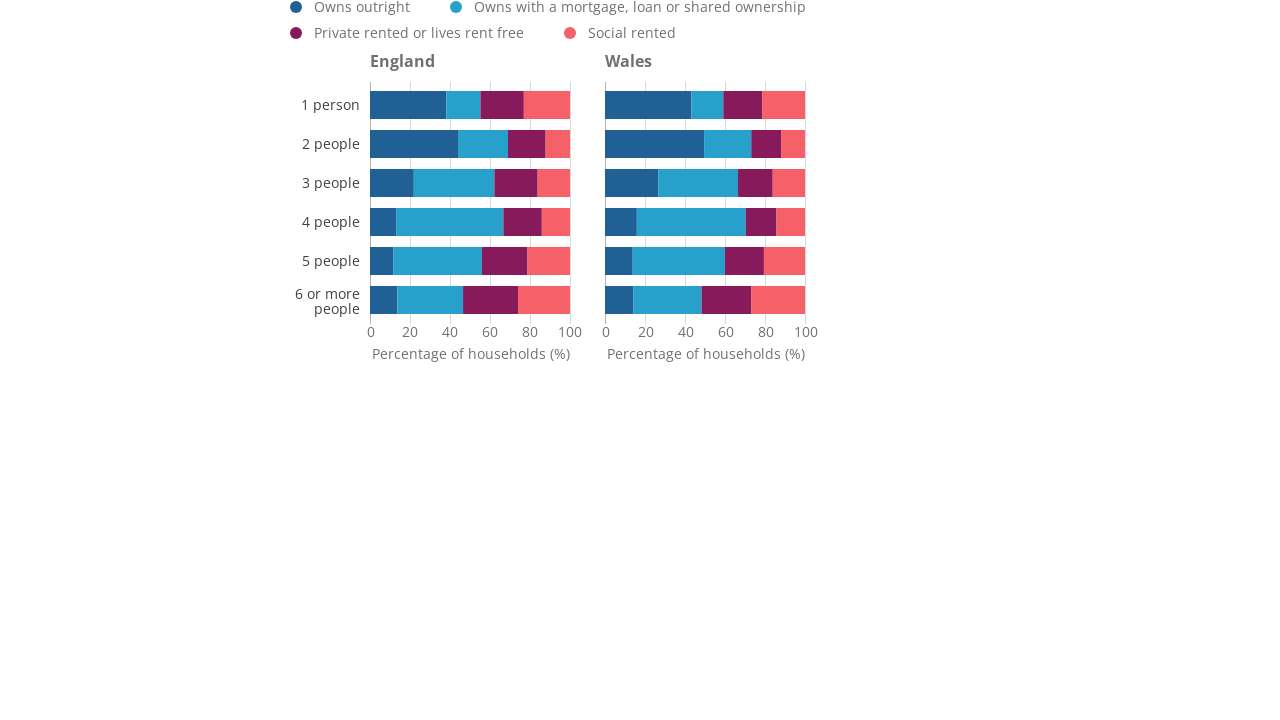 Owns outright
Owns with a mortgage, loan or shared ownership
Private rented or lives rent free
Social rented
England
Wales
1 person
2 people
3 people
4 people
5 people
6 or more
people
0 20 40 60 80 100
0 20 40 60 80 100
Percentage of households (%)
Percentage of households (%)